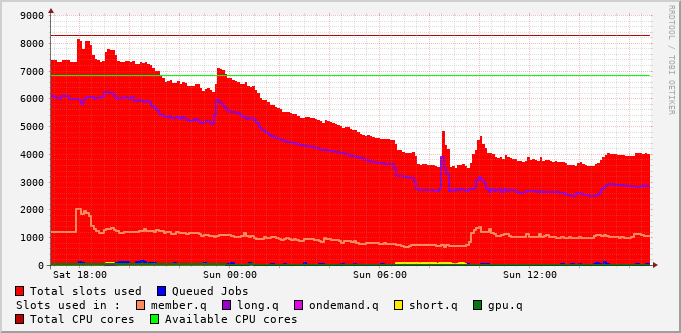 RRDTOOL / TOBI OETIKER
9000
8000
7000
6000
5000
4000
3000
2000
1000
0
Sat 18:00 Sun 00:00 Sun 06:00 Sun 12:00
Total slots used Queued Jobs
Slots used in : member.q long.q ondemand.q short.q gpu.q
Total CPU cores Available CPU cores